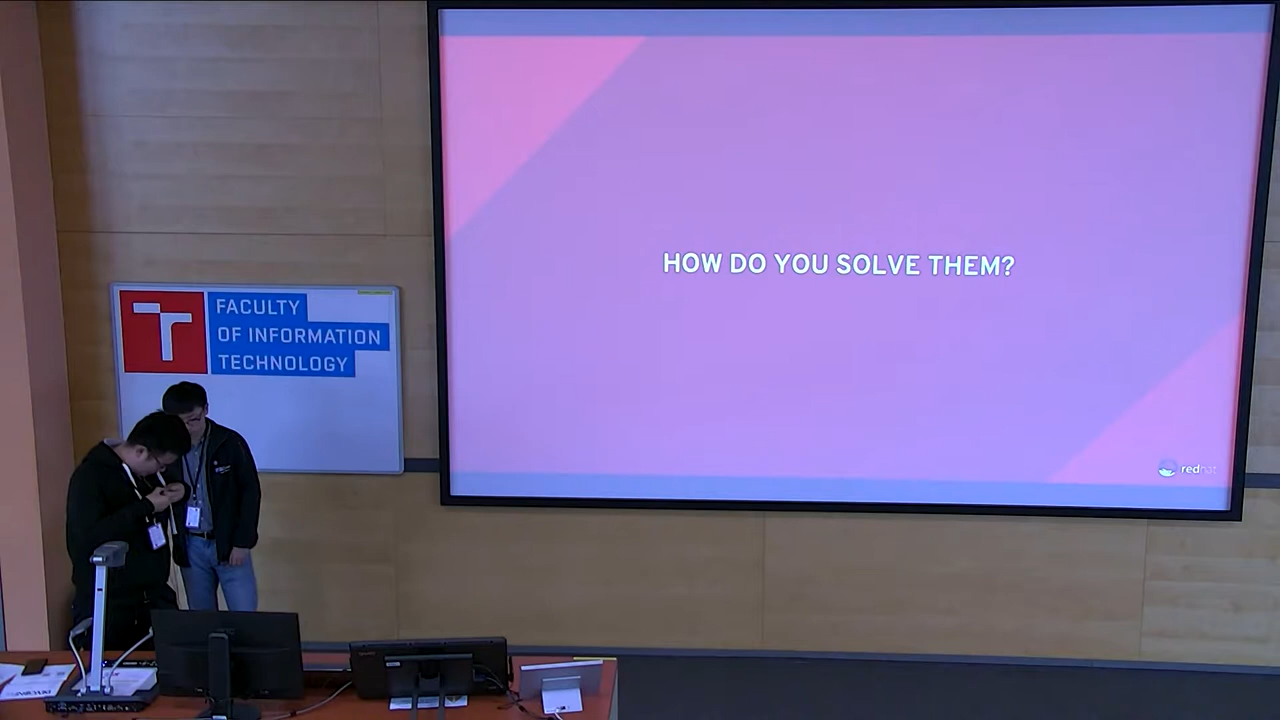 HOW DO YOU SOLVE THEM?
redhat
FACULTY
OF INFORMATION
TECHNOLOGY